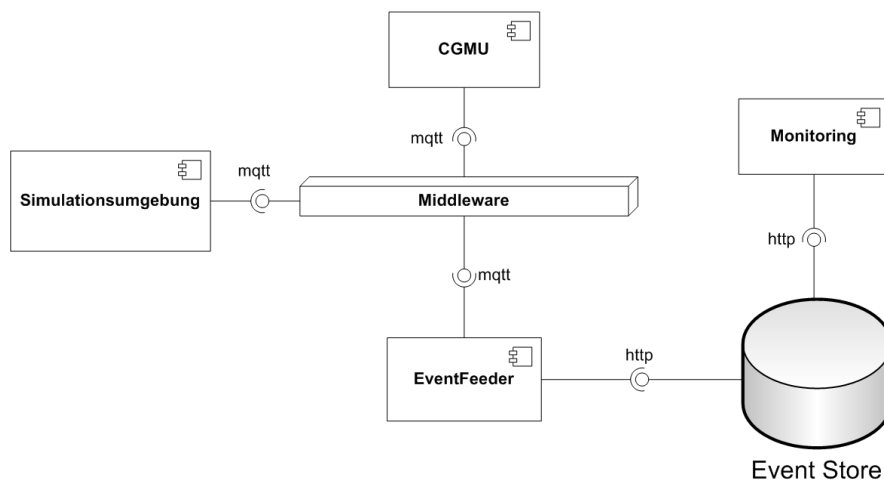 CGMU
mqtt
Monitoring
mqtt
Simulationsumgebung
Middleware
http
mqtt
http
EventFeeder
Event Store